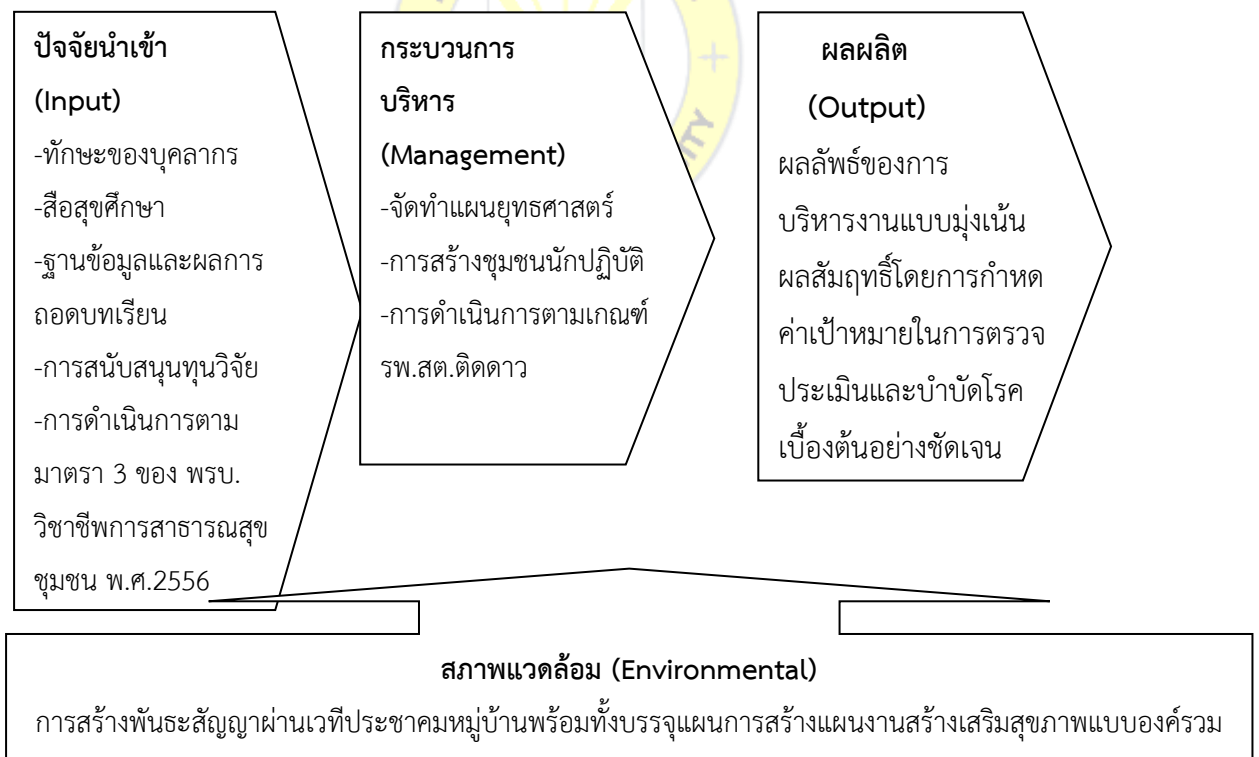 ปัจจัยนำเข้า
(Input)
-ทักษะของบุคลากร
-สือสุขศึกษา
-ฐานข้อมูลและผลการ
ถอดบทเรียน
-การสนับสนุนทุนวิจัย
-การดำเนินการตาม
มาตรา 3 ของ พรบ.
วิชาชีพการสาธารณสุข
ชุมชน พ.ศ.2556
กระบวนการ
บริหาร
(Management)
-จัดทำแผนยุทธศาสตร์
-การสร้างชุมชนนักปฏิบัติ
-การดำเนินการตามเกณฑ์
รพ.สต.ติดดาว
ผลผลิต
(Output)
ผลลัพธ์ของการ
บริหารงานแบบมุ่งเน้น
ผลสัมฤทธิ์โดยการกำหด
ค่าเป้าหมายในการตรวจ
ประเมินและบำบัดโรค
เบื้องต้นอย่างชัดเจน
สภาพแวดล้อม (Environmental)
การสร้างพันธะสัญญาผ่านเวทีประชาคมหมู่บ้านพร้อมทั้งบรรจุแผนการสร้างแผนงานสร้างเสริมสุขภาพแบบองค์รวม